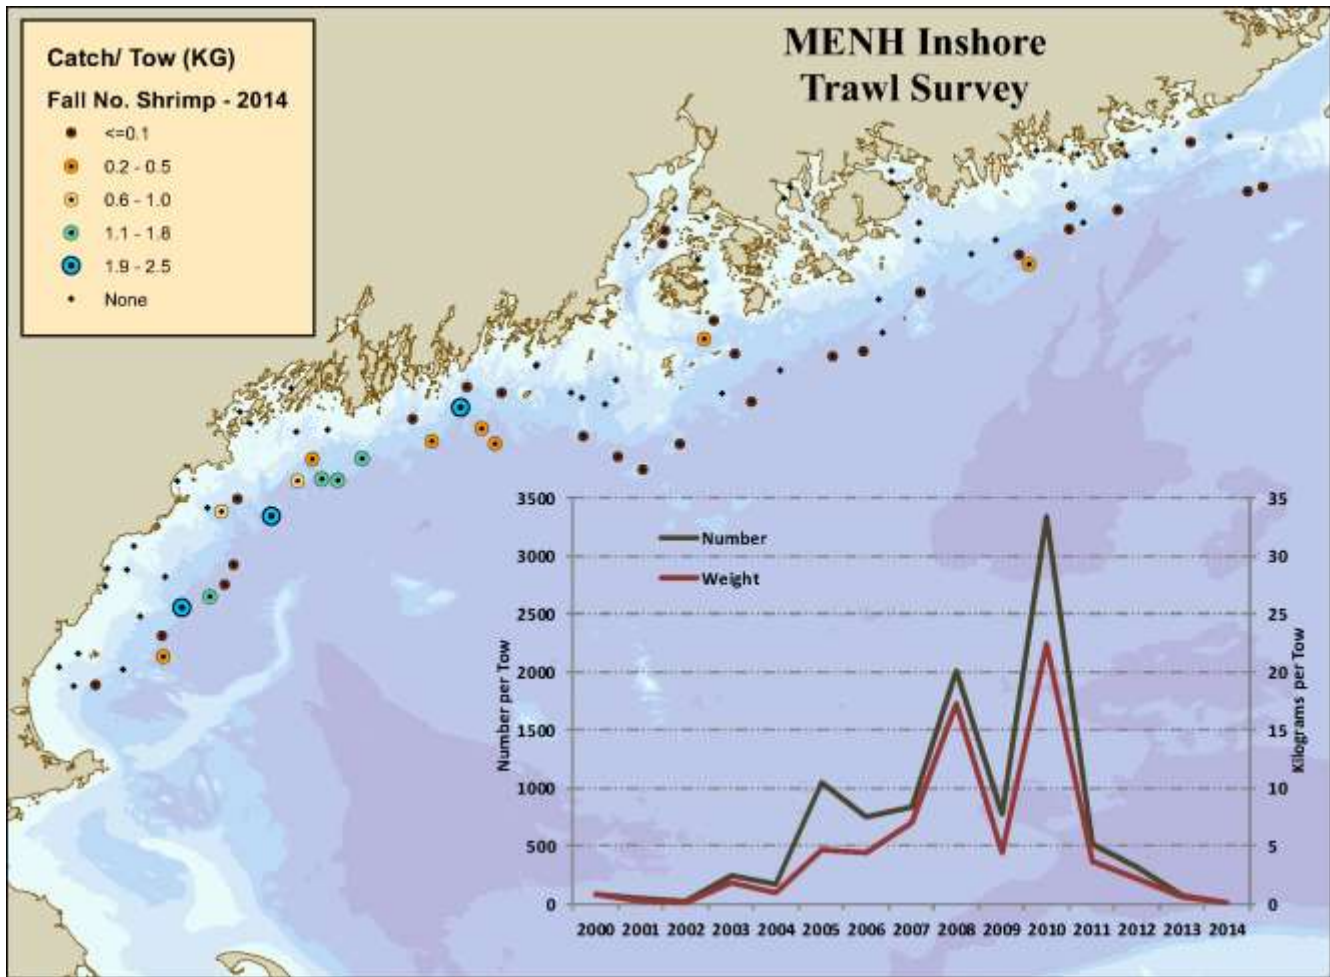 MENH Inshore
Trawl Survey
Catch/ Tow (KG)
Fall No. Shrimp - 2014
<=0.1
0.2 - 0.5
0.6 - 1.0
1.1 - 1.8
1.9 - 2.5
None
Number
Weight
Number per Tow
3500
3000
2500
2000
1500
1000
500
0
Kilograms per Tow
35
30
25
20
15
10
5
0
2000 2001 2002 2003 2004 2005 2006 2007 2008 2009 2010 2011 2012 2013 2014